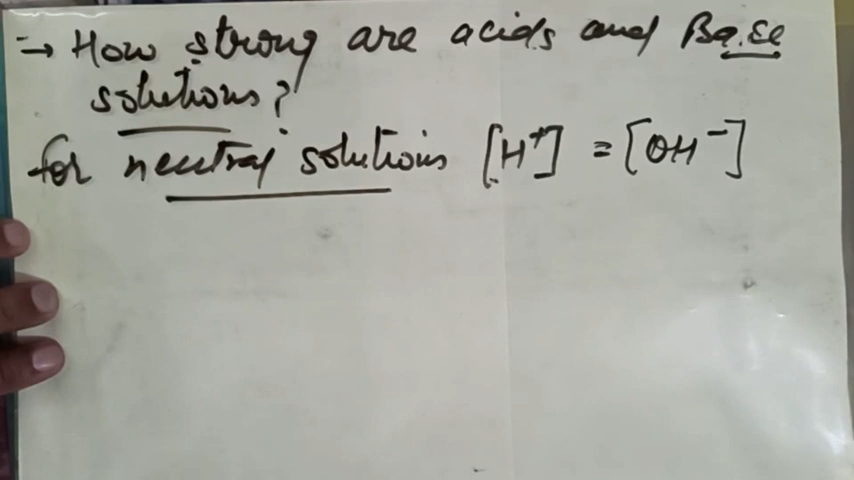 → How strong are acids and Base
solutions?
for neutral solutions [H⁺] = [OH⁻]